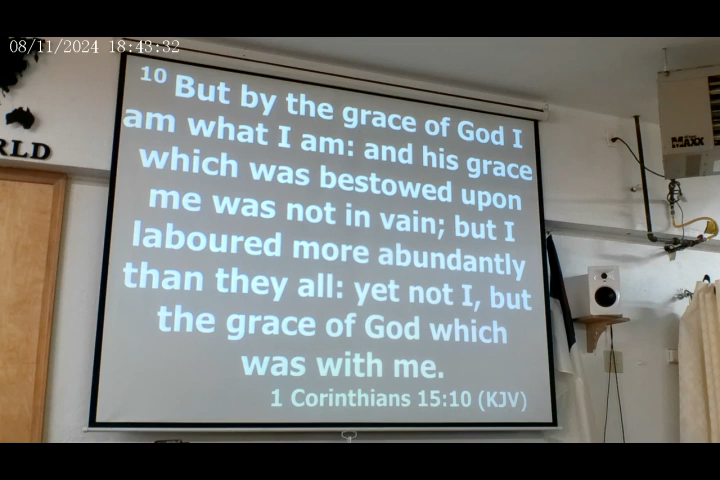 08/11/2024 18:43:32
10 But by the grace of God I
am what I am: and his grace
which was bestowed upon
me was not in vain; but I
laboured more abundantly
than they all: yet not I, but
the grace of God which
was with me.
1 Corinthians 15:10 (KJV)
RLD
MAXX